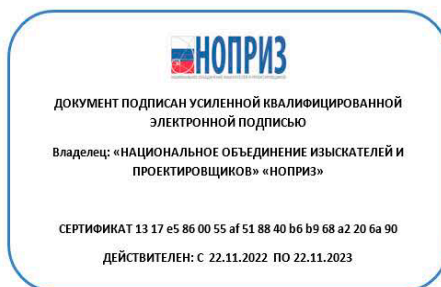 НОПРИЗ
ДОКУМЕНТ ПОДПИСАН УСИЛЕННОЙ КВАЛИФИЦИРОВАННОЙ
ЭЛЕКТРОННОЙ ПОДПИСЬЮ
Владелец: «НАЦИОНАЛЬНОЕ ОБЪЕДИНЕНИЕ ИЗЫСКАТЕЛЕЙ И
ПРОЕКТИРОВЩИКОВ» «НОПРИЗ»
СЕРТИФИКАТ 13 17 e5 86 00 55 af 51 88 40 b6 b9 68 a2 20 6a 90
ДЕЙСТВИТЕЛЕН: С 22.11.2022 ПО 22.11.2023